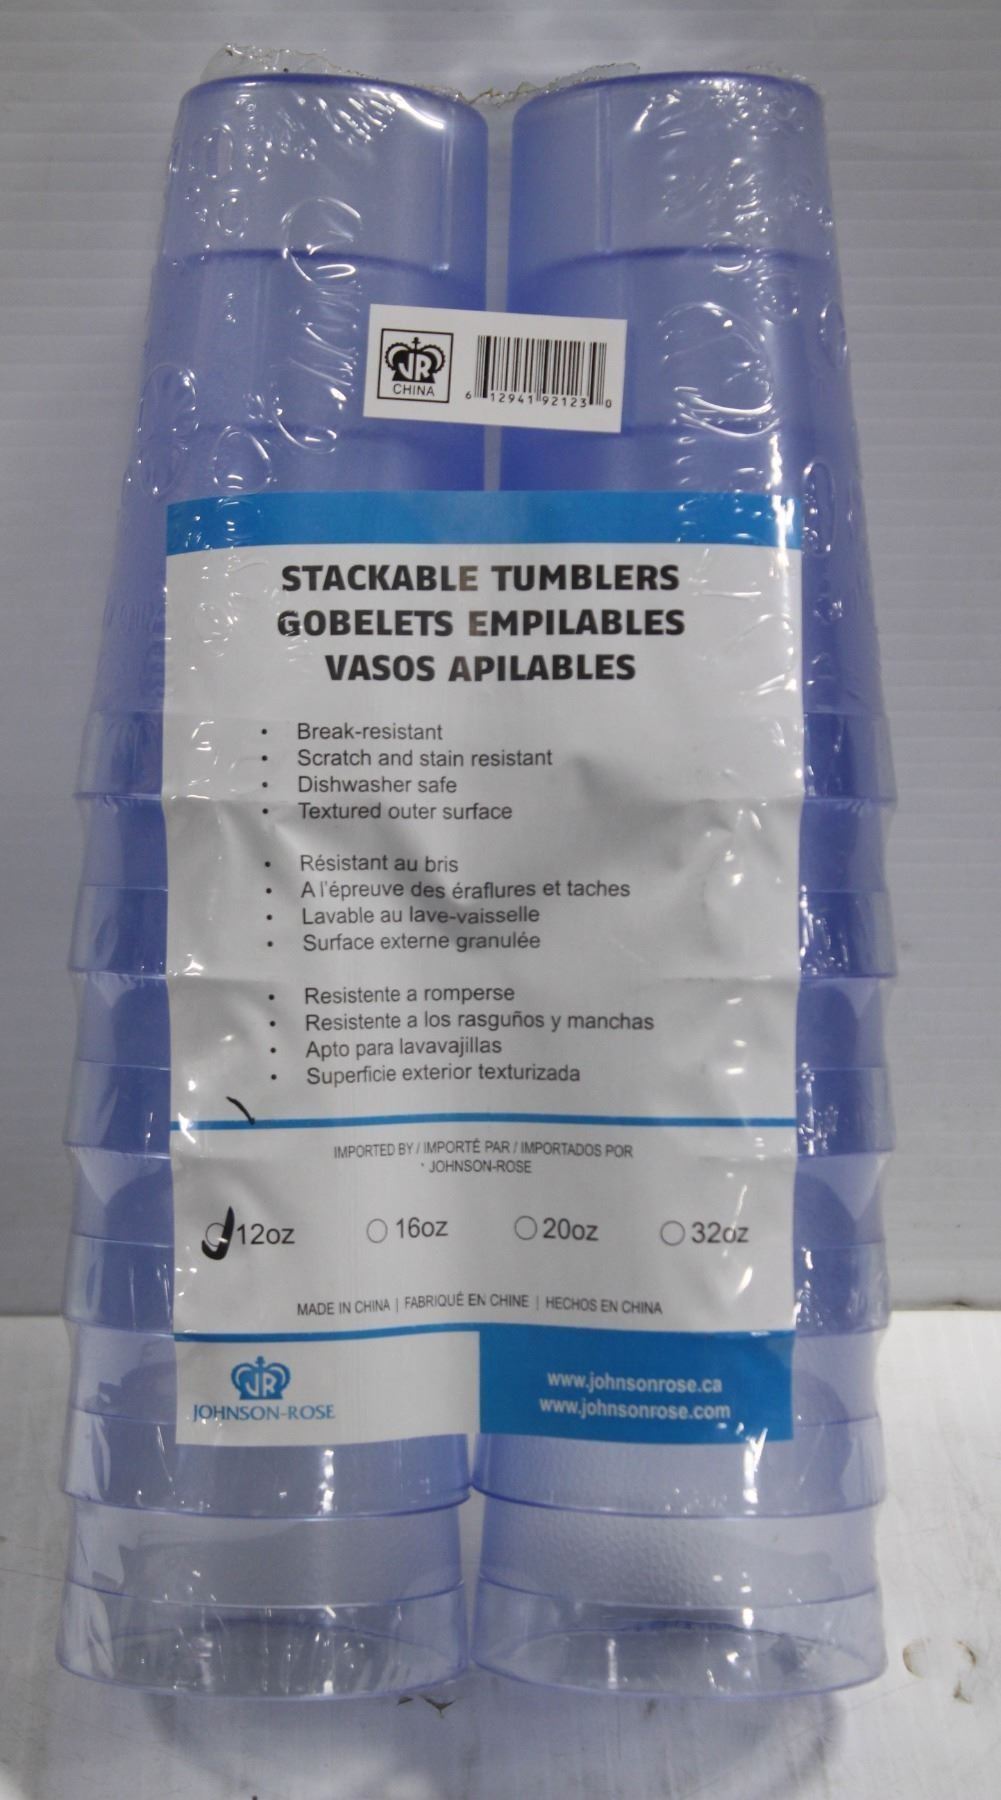 JR
CHINA
6 12941 92123 0
STACKABLE TUMBLERS
GOBELETS EMPILABLES
VASOS APILABLES
• Break-resistant
• Scratch and stain resistant
• Dishwasher safe
• Textured outer surface
• Résistant au bris
• A l'épreuve des éraflures et taches
• Lavable au lave-vaisselle
• Surface externe granulée
• Resistente a romperse
• Resistente a los rasguños y manchas
• Apto para lavavajillas
• Superficie exterior texturizada
IMPORTED BY / IMPORTÉ PAR / IMPORTADOS POR
JOHNSON-ROSE
12oz 16oz 20oz 32oz
MADE IN CHINA | FABRIQUÉ EN CHINE | HECHOS EN CHINA
JR
JOHNSON-ROSE
www.johnsonrose.ca
www.johnsonrose.com